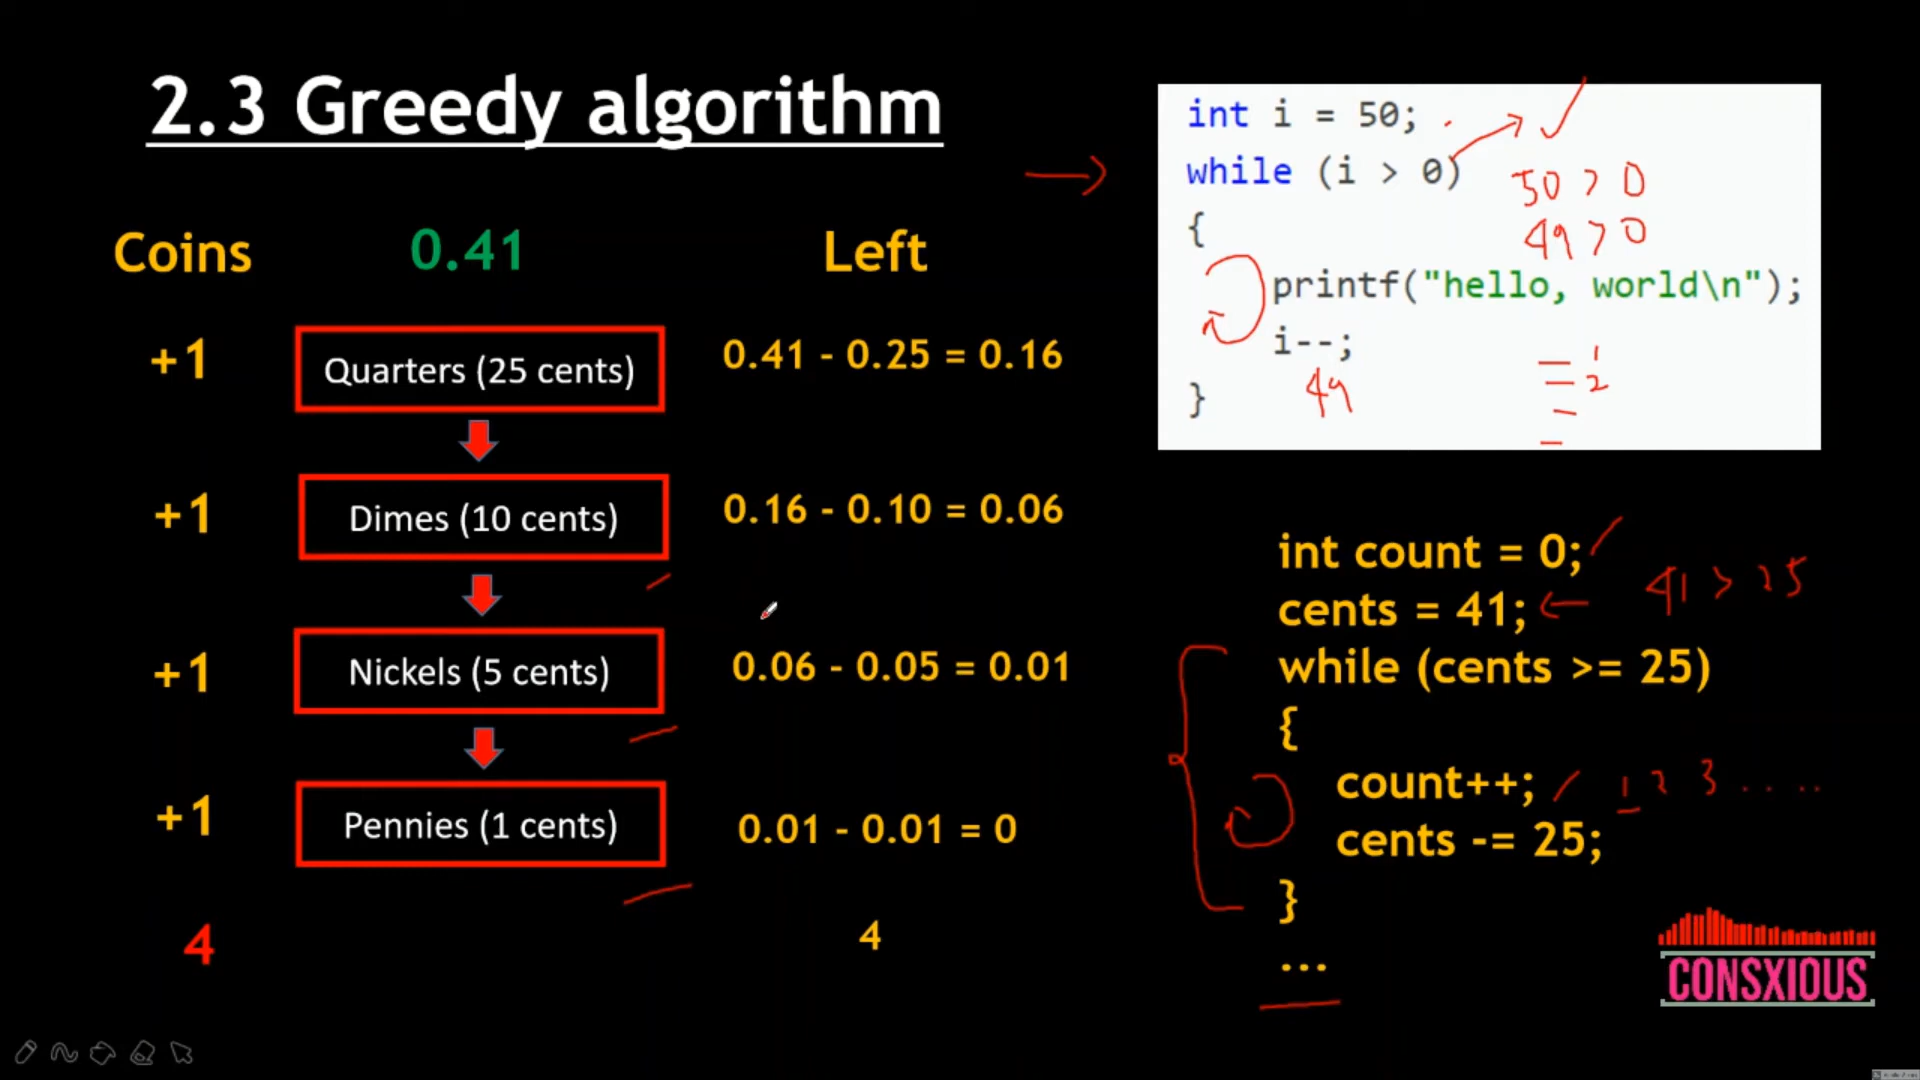 2.3 Greedy algorithm
Coins 0.41 Left
+1 Quarters (25 cents) 0.41 - 0.25 = 0.16
+1 Dimes (10 cents) 0.16 - 0.10 = 0.06
+1 Nickels (5 cents) 0.06 - 0.05 = 0.01
+1 Pennies (1 cents) 0.01 - 0.01 = 0
4 4
int i = 50;
while (i > 0)
50 > 0
{
49 > 0
printf("hello, world\n");
i--;
49
}
1
2
int count = 0;
cents = 41;
41 > 25
while (cents >= 25)
{
count++; 1 2 3 ....
cents -= 25;
}
...
CONSXIOUS